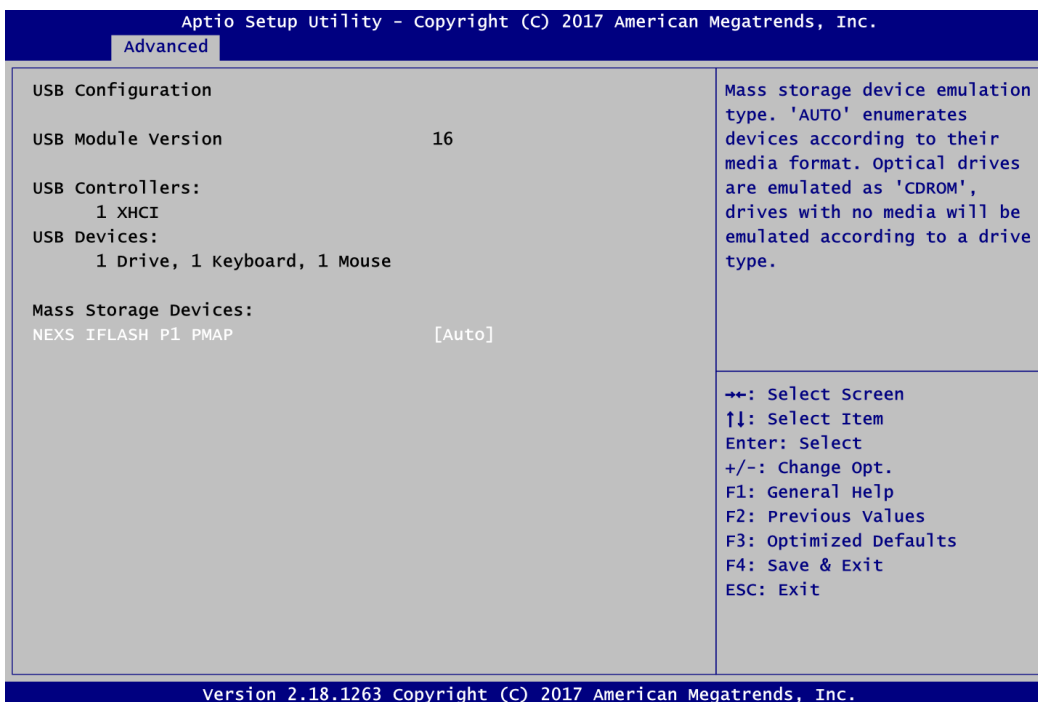 Aptio Setup Utility - Copyright (C) 2017 American Megatrends, Inc.
Advanced
USB Configuration
USB Module Version 16
USB Controllers:
1 XHCI
USB Devices:
1 Drive, 1 Keyboard, 1 Mouse
Mass Storage Devices:
NEXS IFLASH P1 PMAP [Auto]
Mass storage device emulation
type. 'AUTO' enumerates
devices according to their
media format. Optical drives
are emulated as 'CDROM',
drives with no media will be
emulated according to a drive
type.
→←: Select Screen
↑↓: Select Item
Enter: Select
+/-: Change Opt.
F1: General Help
F2: Previous Values
F3: Optimized Defaults
F4: Save & Exit
ESC: Exit
Version 2.18.1263 Copyright (C) 2017 American Megatrends, Inc.